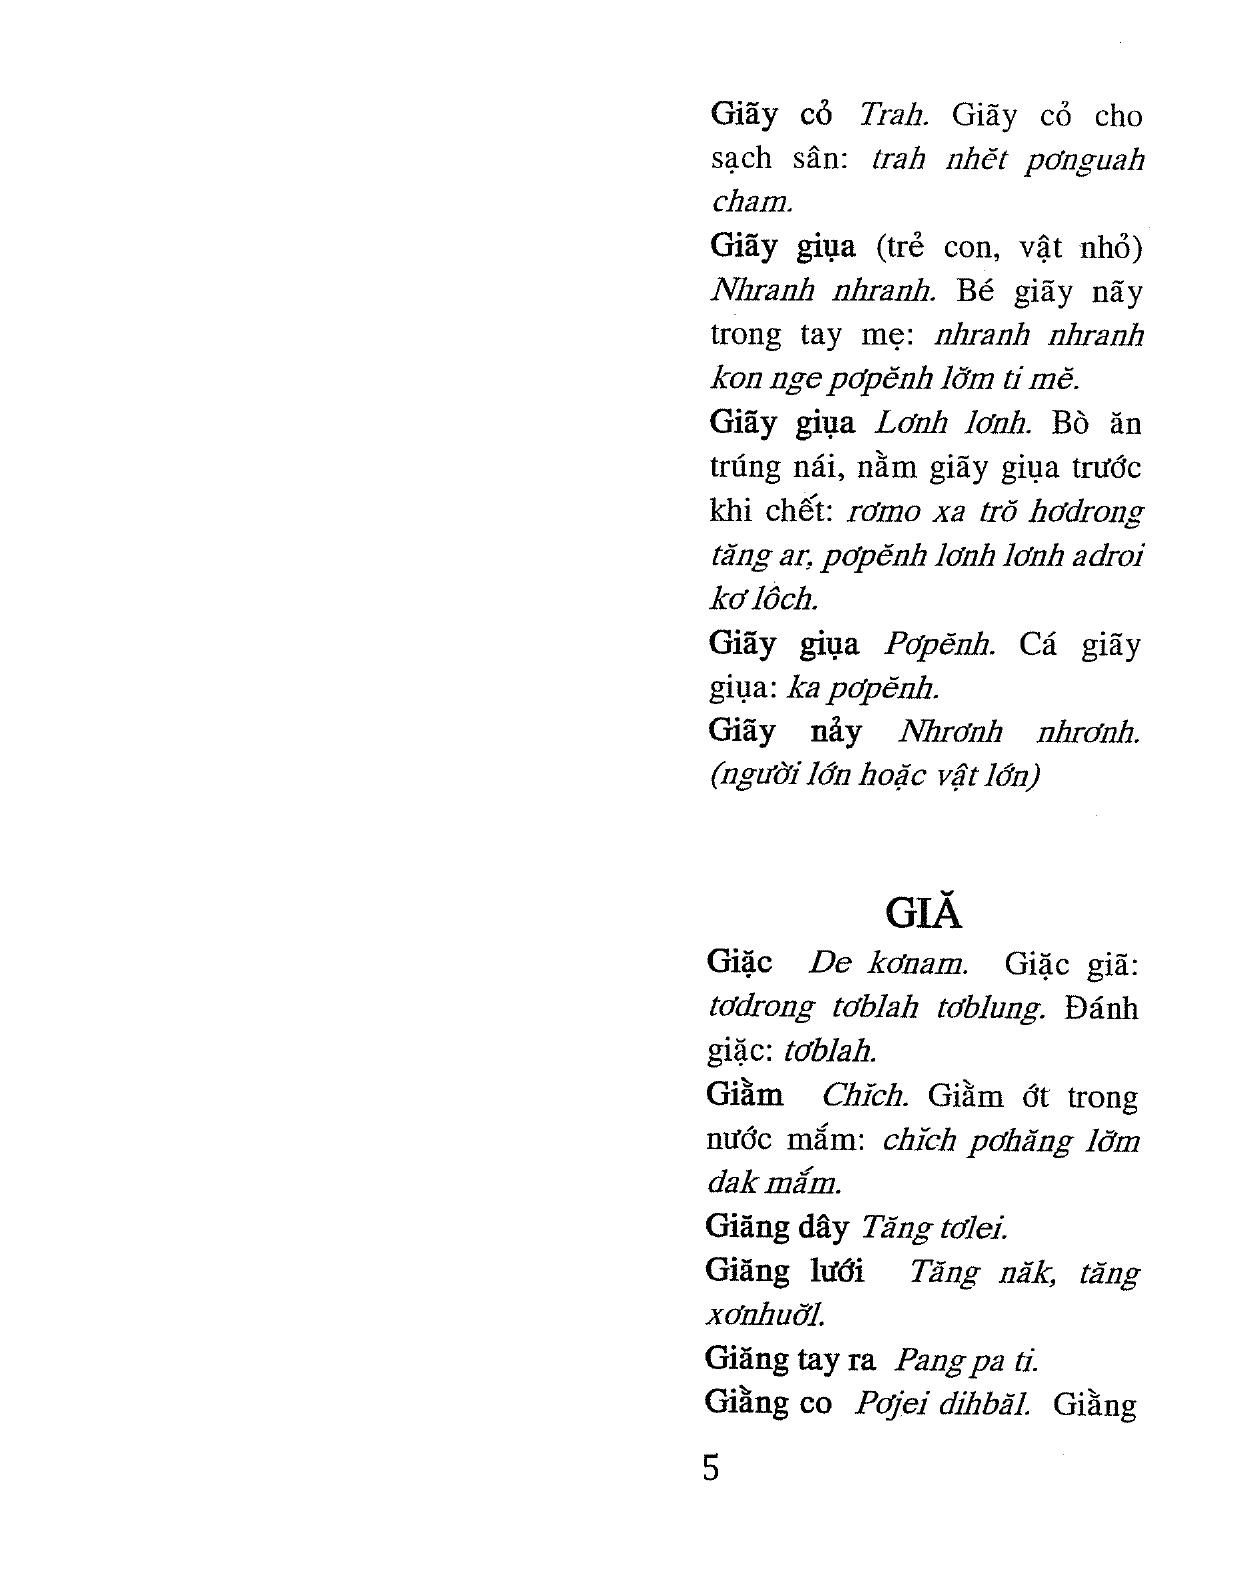 Giãy cỏ Trah. Giãy cỏ cho
sạch sân: trah nhĕt pơnguah
cham.
Giãy giụa (trẻ con, vật nhỏ)
Nhranh nhranh. Bé giãy nãy
trong tay mẹ: nhranh nhranh
kon nge pơpĕnh lơ̆m ti mĕ.
Giãy giụa Lơnh lơnh. Bò ăn
trúng nái, nằm giãy giụa trước
khi chết: rơmo xa trŏ hơdrong
tăng ar, pơpĕnh lơnh lơnh adroi
kơ lôch.
Giãy giụa Pơpĕnh. Cá giãy
giụa: ka pơpĕnh.
Giãy nảy Nhrơnh nhrơnh.
(người lớn hoặc vật lớn)
GIĂ
Giặc De kơnam. Giặc giã:
tơdrong tơblah tơblung. Đánh
giặc: tơblah.
Giằm Chĭch. Giằm ớt trong
nước mắm: chĭch pơhăng lơ̆m
dak mắm.
Giăng dây Tăng tơlei.
Giăng lưới Tăng năk, tăng
xơnhuơ̆l.
Giăng tay ra Pang pa ti.
Giằng co Pơjei dihbăl. Giằng
5